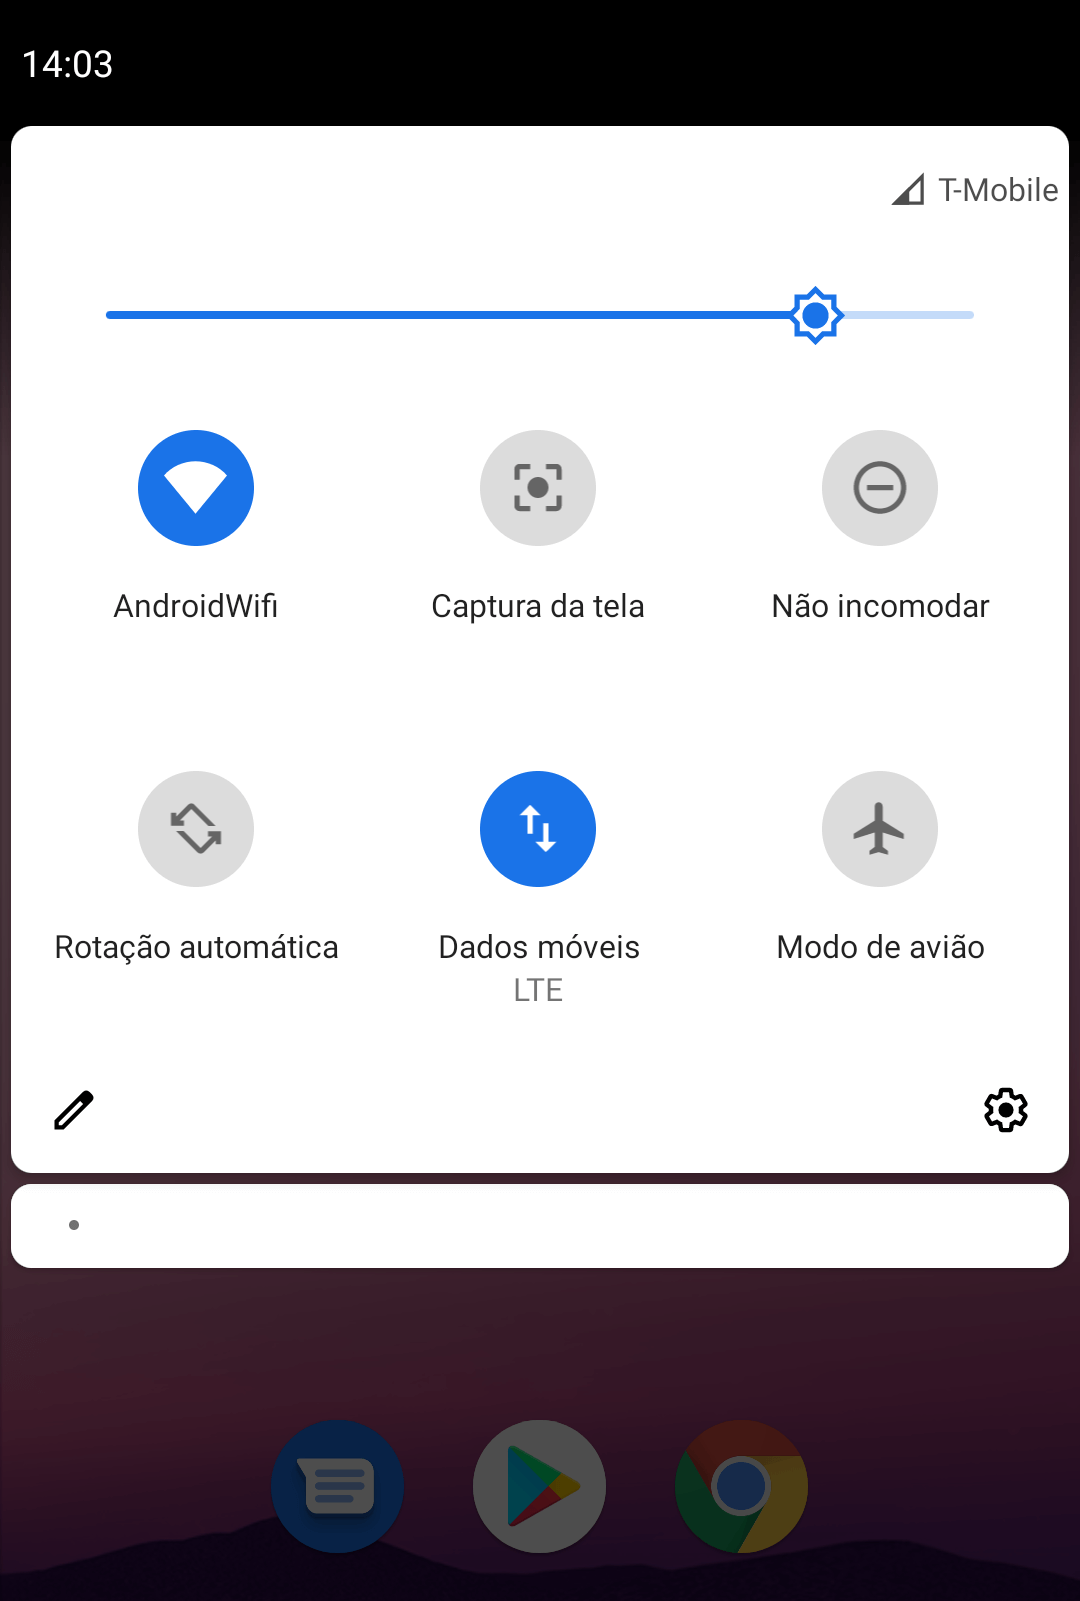 14:03
T-Mobile
AndroidWifi
Captura da tela
Não incomodar
Rotação automática
Dados móveis
LTE
Modo de avião